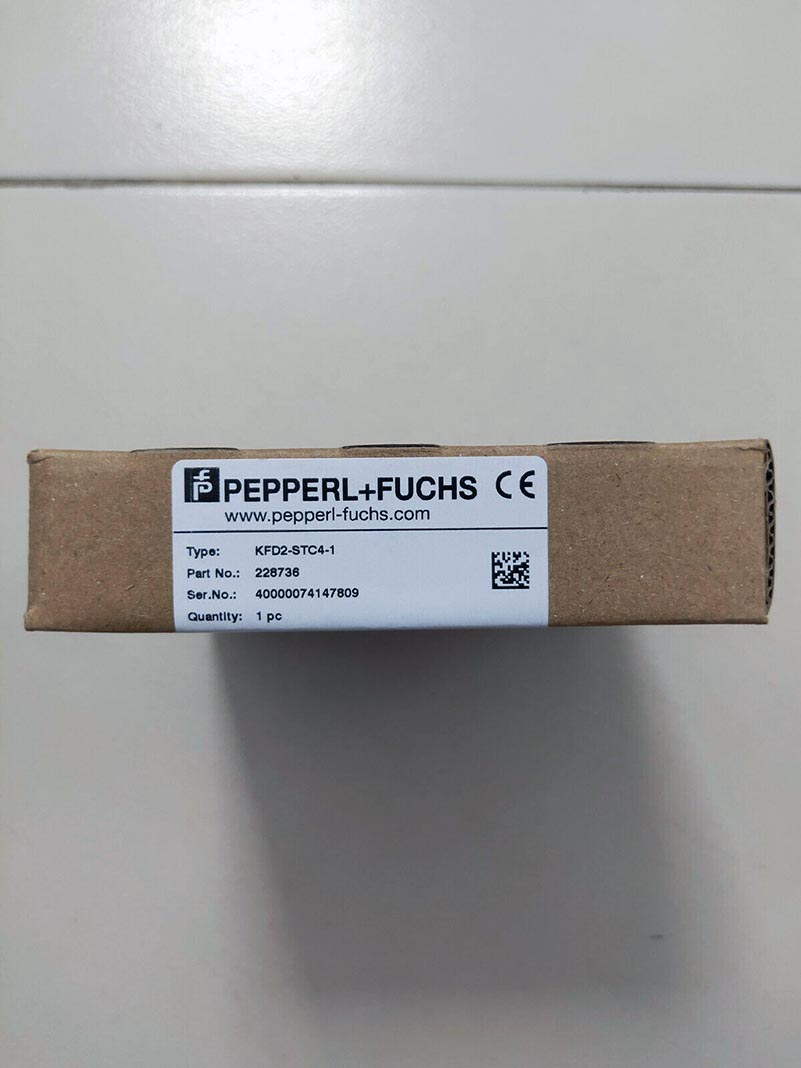 PEPPERL+FUCHS CE
www.pepperl-fuchs.com
Type: KFD2-STC4-1
Part No.: 228736
Ser.No.: 40000074147809
Quantity: 1 pc